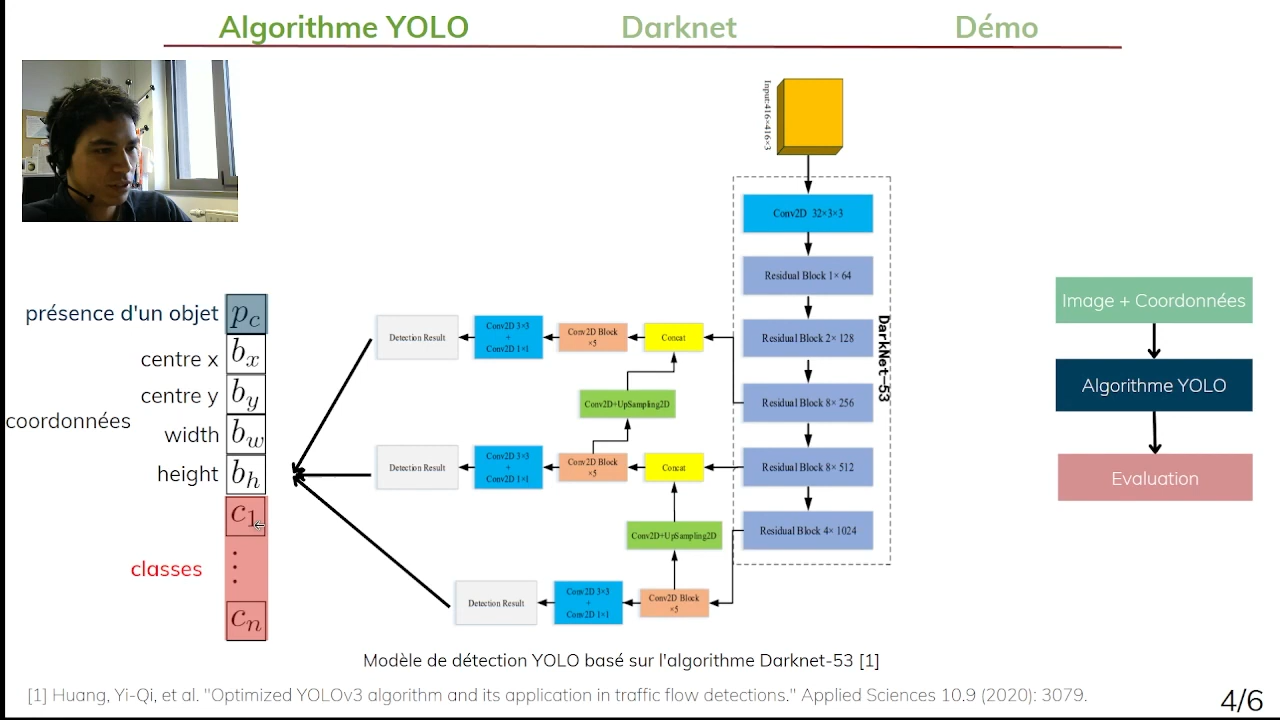 Algorithme YOLO Darknet Démo
Input:416×416×3
Conv2D 32×3×3
Residual Block 1× 64
Residual Block 2× 128
Residual Block 8× 256
Residual Block 8× 512
Residual Block 4× 1024
DarkNet-53
Concat
Conv2D Block
×5
Conv2D 3×3
+
Conv2D 1×1
Detection Result
Conv2D+UpSampling2D
Concat
Conv2D Block
×5
Conv2D 3×3
+
Conv2D 1×1
Detection Result
Conv2D+UpSampling2D
Conv2D Block
×5
Conv2D 3×3
+
Conv2D 1×1
Detection Result
présence d'un objet p_c
centre x b_x
centre y b_y
coordonnées
width b_w
height b_h
c_1
classes ⋮
c_n
Image + Coordonnées
Algorithme YOLO
Evaluation
Modèle de détection YOLO basé sur l'algorithme Darknet-53 [1]
[1] Huang, Yi-Qi, et al. "Optimized YOLOv3 algorithm and its application in traffic flow detections." Applied Sciences 10.9 (2020): 3079.
4/6